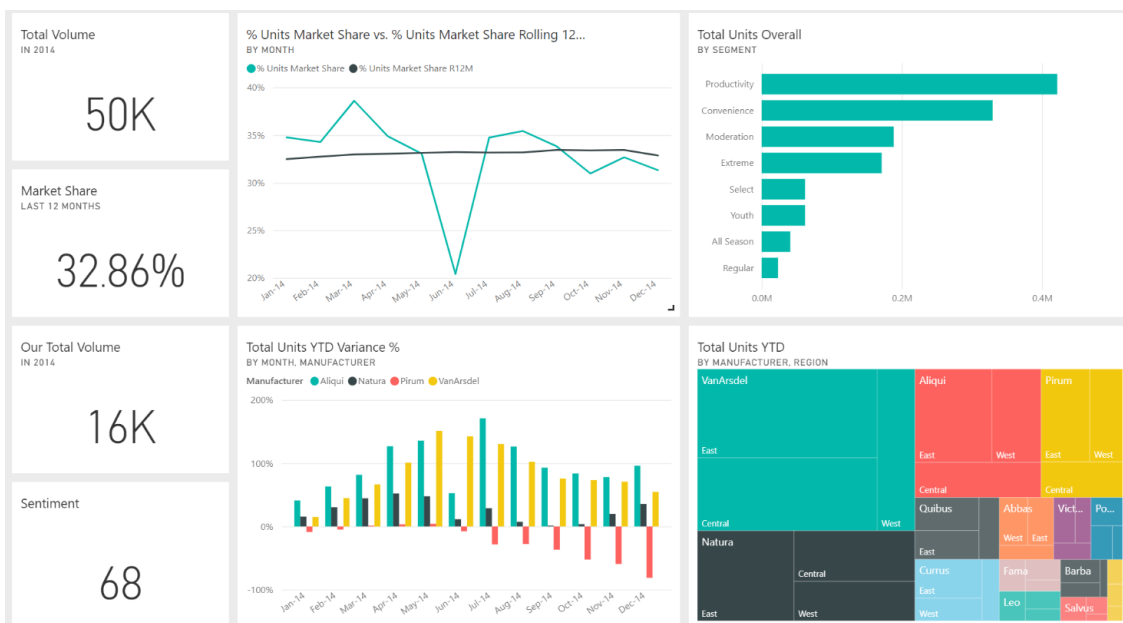 Total Volume
IN 2014
50K
Market Share
LAST 12 MONTHS
32.86%
Our Total Volume
IN 2014
16K
Sentiment
68
% Units Market Share vs. % Units Market Share Rolling 12...
BY MONTH
% Units Market Share % Units Market Share R12M
40%
35%
30%
25%
20%
Jan-14 Feb-14 Mar-14 Apr-14 May-14 Jun-14 Jul-14 Aug-14 Sep-14 Oct-14 Nov-14 Dec-14
Total Units Overall
BY SEGMENT
Productivity
Convenience
Moderation
Extreme
Select
Youth
All Season
Regular
0.0M 0.2M 0.4M
Total Units YTD Variance %
BY MONTH, MANUFACTURER
Manufacturer Aliqui Natura Pirum VanArsdel
200%
100%
0%
-100%
Jan-14 Feb-14 Mar-14 Apr-14 May-14 Jun-14 Jul-14 Aug-14 Sep-14 Oct-14 Nov-14 Dec-14
Total Units YTD
BY MANUFACTURER, REGION
VanArsdel
East
Central
West
Natura
East
Central
West
Aliqui
East
West
Central
Pirum
East
West
Central
Quibus
East
Abbas
West East
Vict...
Po...
Currus
East
West
Fama
Leo
Barba
Salvus